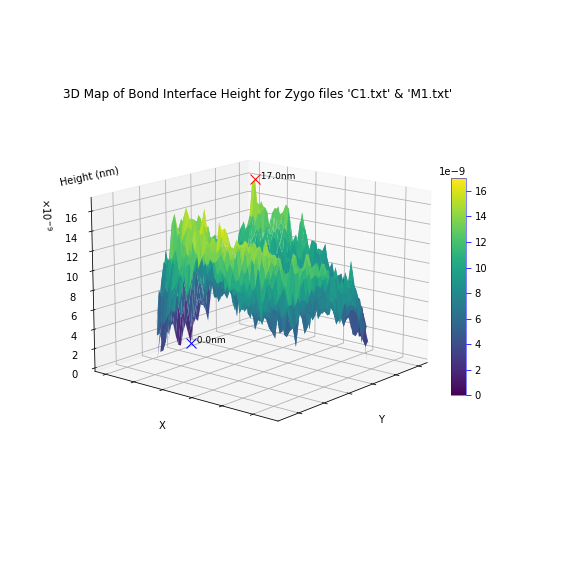 3D Map of Bond Interface Height for Zygo files 'C1.txt' & 'M1.txt'
Height (nm)
×10⁻⁹
16
14
12
10
8
6
4
2
0
17.0nm
0.0nm
X
Y
1e−9
16
14
12
10
8
6
4
2
0